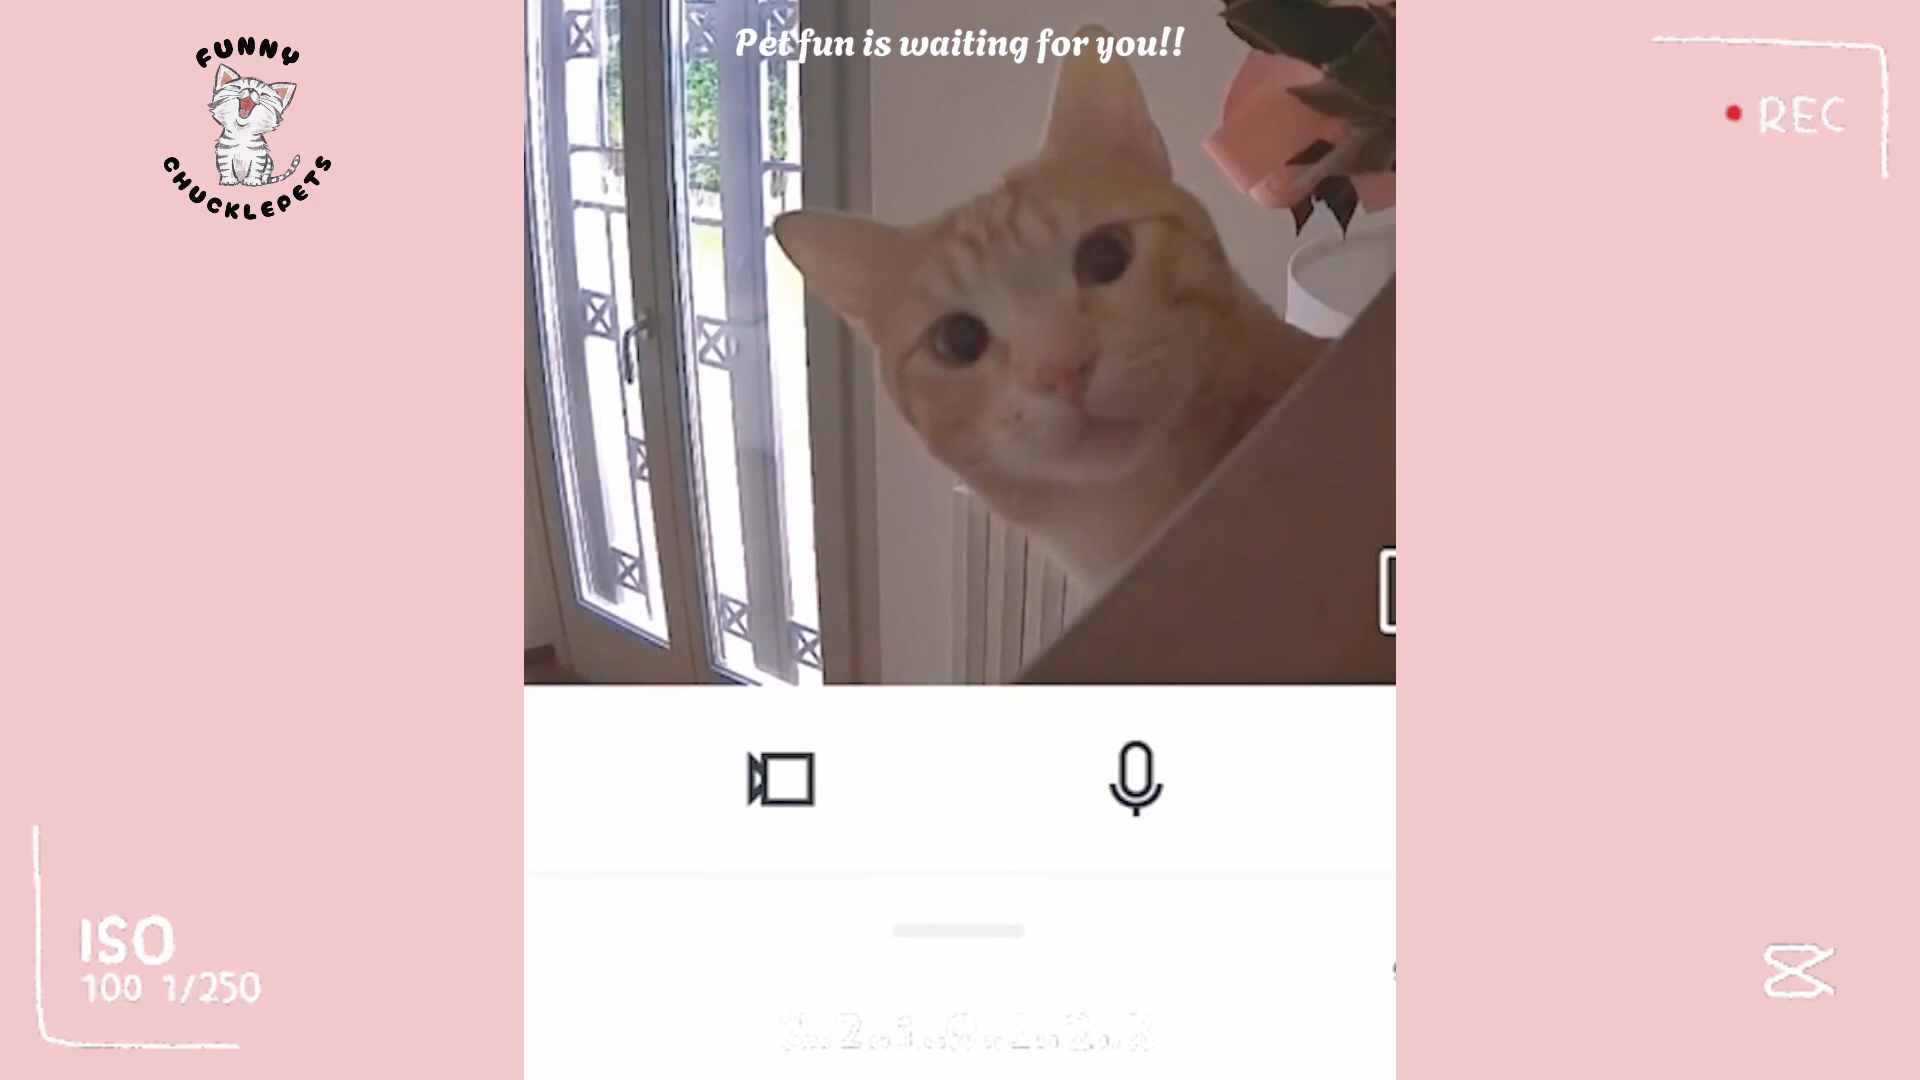 FUNNY
CHUCKLEPETS
Pet fun is waiting for you!!
REC
ISO
100 1/250